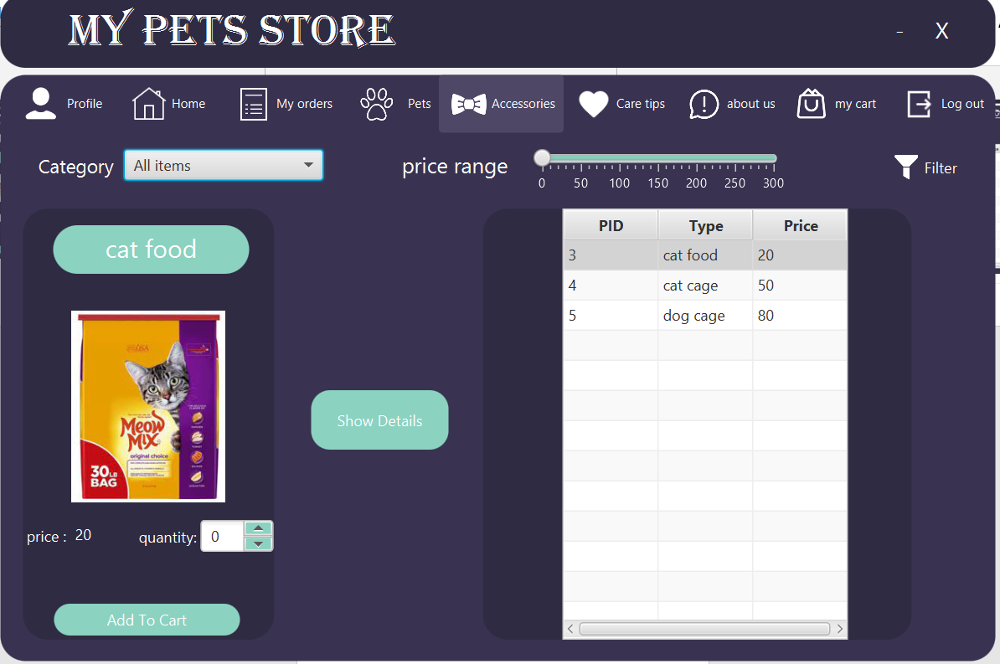 MY PETS STORE
- X
Profile Home My orders Pets Accessories Care tips about us my cart Log out
Category All items price range Filter
0 50 100 150 200 250 300
cat food
30 LB
BAG
Meow
Mix
original choice
price : 20 quantity: 0
Add To Cart
Show Details
PID Type Price
3 cat food 20
4 cat cage 50
5 dog cage 80